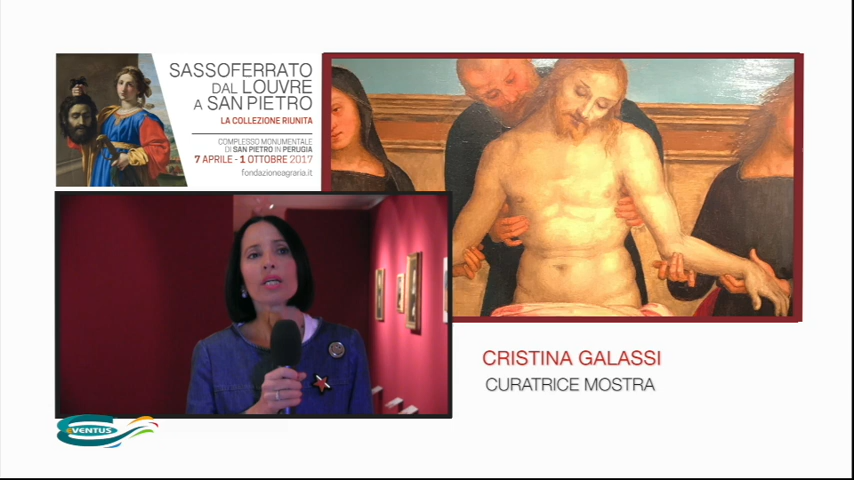 SASSOFERRATO
DAL LOUVRE
A SAN PIETRO
LA COLLEZIONE RIUNITA
COMPLESSO MONUMENTALE
DI SAN PIETRO IN PERUGIA
7 APRILE - 1 OTTOBRE 2017
fondazioneagraria.it
CRISTINA GALASSI
CURATRICE MOSTRA
EVENTUS